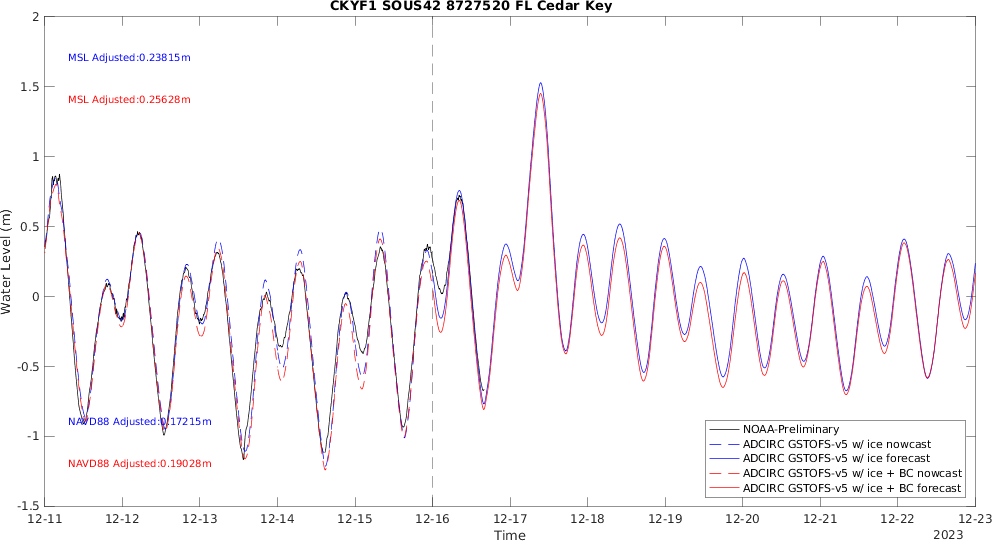 CKYF1 SOUS42 8727520 FL Cedar Key
2
1.5
1
0.5
0
-0.5
-1
-1.5
Water Level (m)
MSL Adjusted:0.23815m
MSL Adjusted:0.25628m
NAVD88 Adjusted:0.17215m
NAVD88 Adjusted:0.19028m
NOAA-Preliminary
ADCIRC GSTOFS-v5 w/ ice nowcast
ADCIRC GSTOFS-v5 w/ ice forecast
ADCIRC GSTOFS-v5 w/ ice + BC nowcast
ADCIRC GSTOFS-v5 w/ ice + BC forecast
12-11 12-12 12-13 12-14 12-15 12-16 12-17 12-18 12-19 12-20 12-21 12-22 12-23
Time
2023